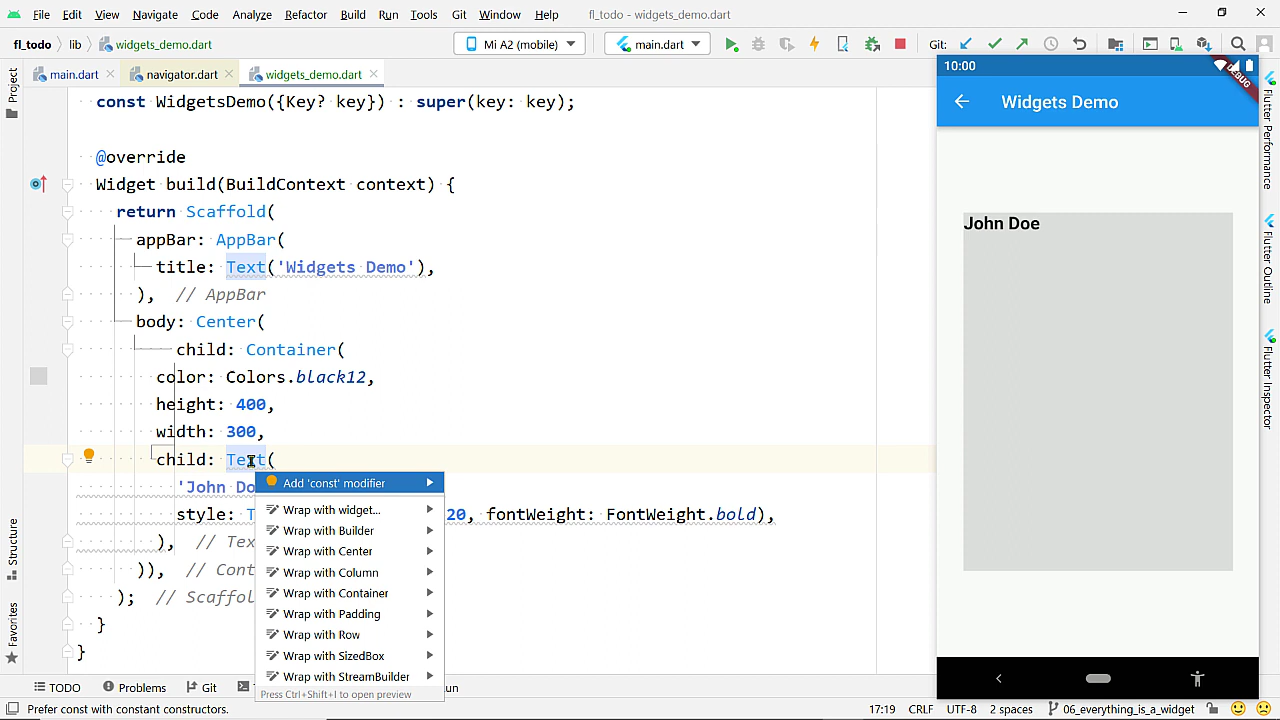 File Edit View Navigate Code Analyze Refactor Build Run Tools Git Window Help fl_todo - widgets_demo.dart
fl_todo lib widgets_demo.dart Mi A2 (mobile) main.dart Git:
main.dart navigator.dart widgets_demo.dart
Project
Structure
Favorites
const WidgetsDemo({Key? key}) : super(key: key);
@override
Widget build(BuildContext context) {
return Scaffold(
appBar: AppBar(
title: Text('Widgets Demo'),
), // AppBar
body: Center(
child: Container(
color: Colors.black12,
height: 400,
width: 300,
child: Text(
'John Do
style: T 20, fontWeight: FontWeight.bold),
), // Tex
)), // Cont
); // Scaffol
}
}
Add 'const' modifier
Wrap with widget...
Wrap with Builder
Wrap with Center
Wrap with Column
Wrap with Container
Wrap with Padding
Wrap with Row
Wrap with SizedBox
Wrap with StreamBuilder
Press Ctrl+Shift+I to open preview
10:00
DEBUG
Widgets Demo
John Doe
Flutter Performance
Flutter Outline
Flutter Inspector
TODO Problems Git un
Prefer const with constant constructors. 17:19 CRLF UTF-8 2 spaces 06_everything_is_a_widget